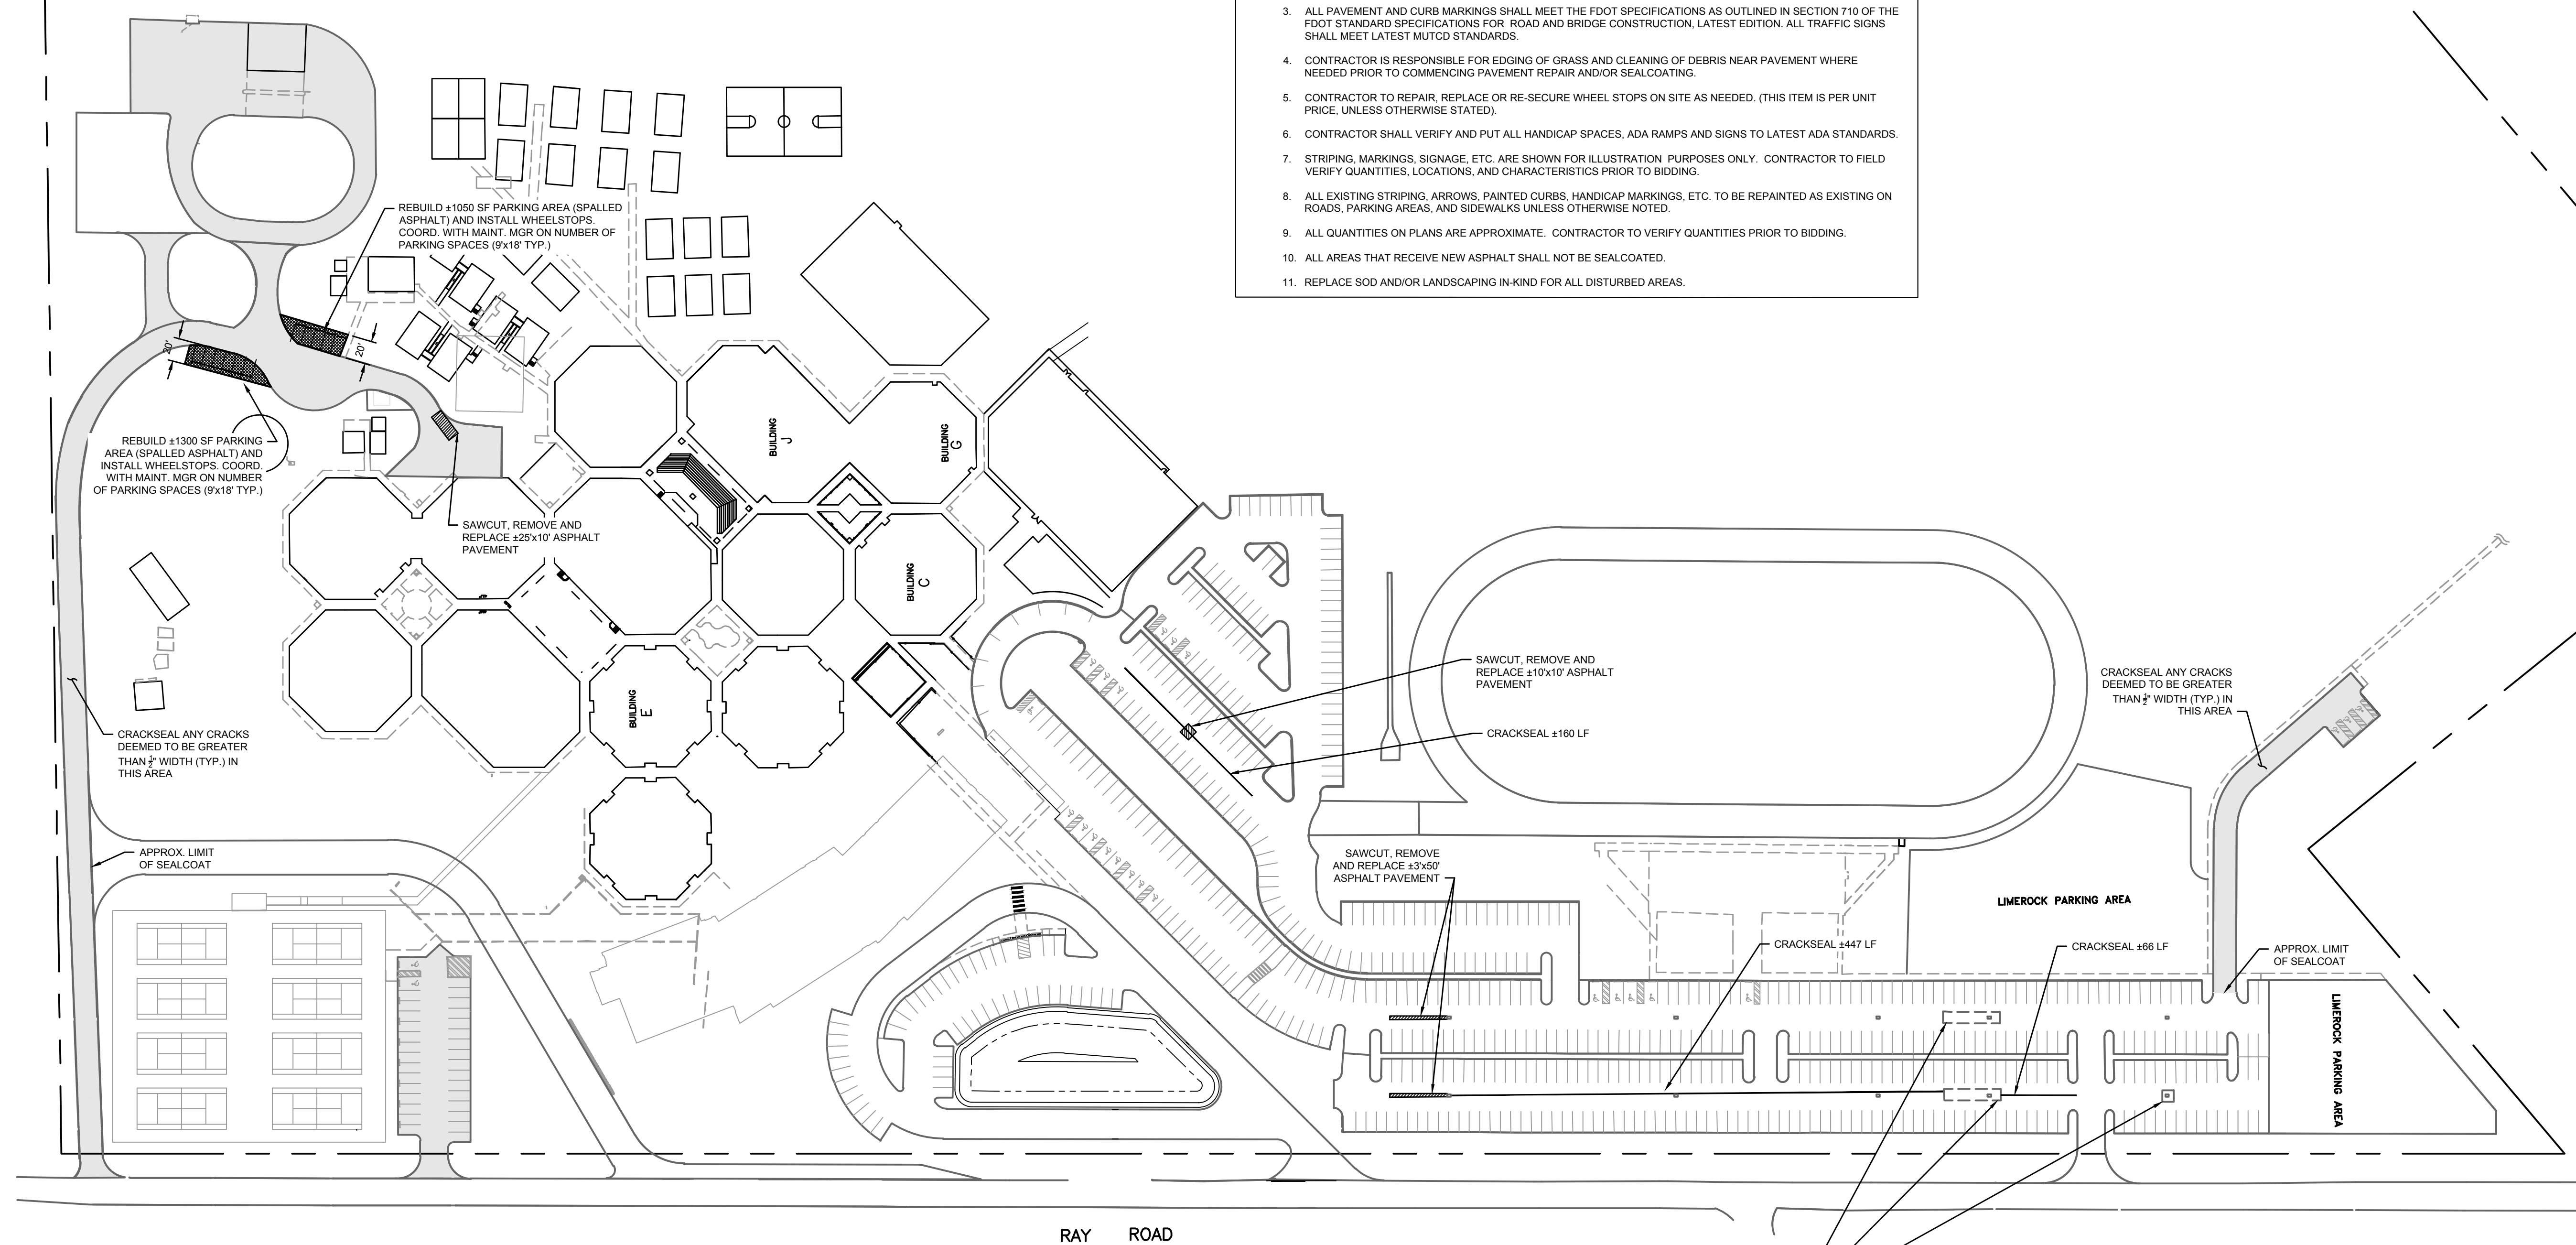 3. ALL PAVEMENT AND CURB MARKINGS SHALL MEET THE FDOT SPECIFICATIONS AS OUTLINED IN SECTION 710 OF THE
FDOT STANDARD SPECIFICATIONS FOR ROAD AND BRIDGE CONSTRUCTION, LATEST EDITION. ALL TRAFFIC SIGNS
SHALL MEET LATEST MUTCD STANDARDS.
4. CONTRACTOR IS RESPONSIBLE FOR EDGING OF GRASS AND CLEANING OF DEBRIS NEAR PAVEMENT WHERE
NEEDED PRIOR TO COMMENCING PAVEMENT REPAIR AND/OR SEALCOATING.
5. CONTRACTOR TO REPAIR, REPLACE OR RE-SECURE WHEEL STOPS ON SITE AS NEEDED. (THIS ITEM IS PER UNIT
PRICE, UNLESS OTHERWISE STATED).
6. CONTRACTOR SHALL VERIFY AND PUT ALL HANDICAP SPACES, ADA RAMPS AND SIGNS TO LATEST ADA STANDARDS.
7. STRIPING, MARKINGS, SIGNAGE, ETC. ARE SHOWN FOR ILLUSTRATION PURPOSES ONLY. CONTRACTOR TO FIELD
VERIFY QUANTITIES, LOCATIONS, AND CHARACTERISTICS PRIOR TO BIDDING.
8. ALL EXISTING STRIPING, ARROWS, PAINTED CURBS, HANDICAP MARKINGS, ETC. TO BE REPAINTED AS EXISTING ON
ROADS, PARKING AREAS, AND SIDEWALKS UNLESS OTHERWISE NOTED.
9. ALL QUANTITIES ON PLANS ARE APPROXIMATE. CONTRACTOR TO VERIFY QUANTITIES PRIOR TO BIDDING.
10. ALL AREAS THAT RECEIVE NEW ASPHALT SHALL NOT BE SEALCOATED.
11. REPLACE SOD AND/OR LANDSCAPING IN-KIND FOR ALL DISTURBED AREAS.
REBUILD ±1050 SF PARKING AREA (SPALLED
ASPHALT) AND INSTALL WHEELSTOPS.
COORD. WITH MAINT. MGR ON NUMBER OF
PARKING SPACES (9'x18' TYP.)
20'
20'
REBUILD ±1300 SF PARKING
AREA (SPALLED ASPHALT) AND
INSTALL WHEELSTOPS. COORD.
WITH MAINT. MGR ON NUMBER
OF PARKING SPACES (9'x18' TYP.)
SAWCUT, REMOVE AND
REPLACE ±25'x10' ASPHALT
PAVEMENT
BUILDING
J
BUILDING
G
BUILDING
C
BUILDING
E
SAWCUT, REMOVE AND
REPLACE ±10'x10' ASPHALT
PAVEMENT
CRACKSEAL ±160 LF
CRACKSEAL ANY CRACKS
DEEMED TO BE GREATER
THAN ½" WIDTH (TYP.) IN
THIS AREA
CRACKSEAL ANY CRACKS
DEEMED TO BE GREATER
THAN ½" WIDTH (TYP.) IN
THIS AREA
APPROX. LIMIT
OF SEALCOAT
SAWCUT, REMOVE
AND REPLACE ±3'x50'
ASPHALT PAVEMENT
LIMEROCK PARKING AREA
CRACKSEAL ±447 LF
CRACKSEAL ±66 LF
APPROX. LIMIT
OF SEALCOAT
LIMEROCK PARKING AREA
RAY ROAD